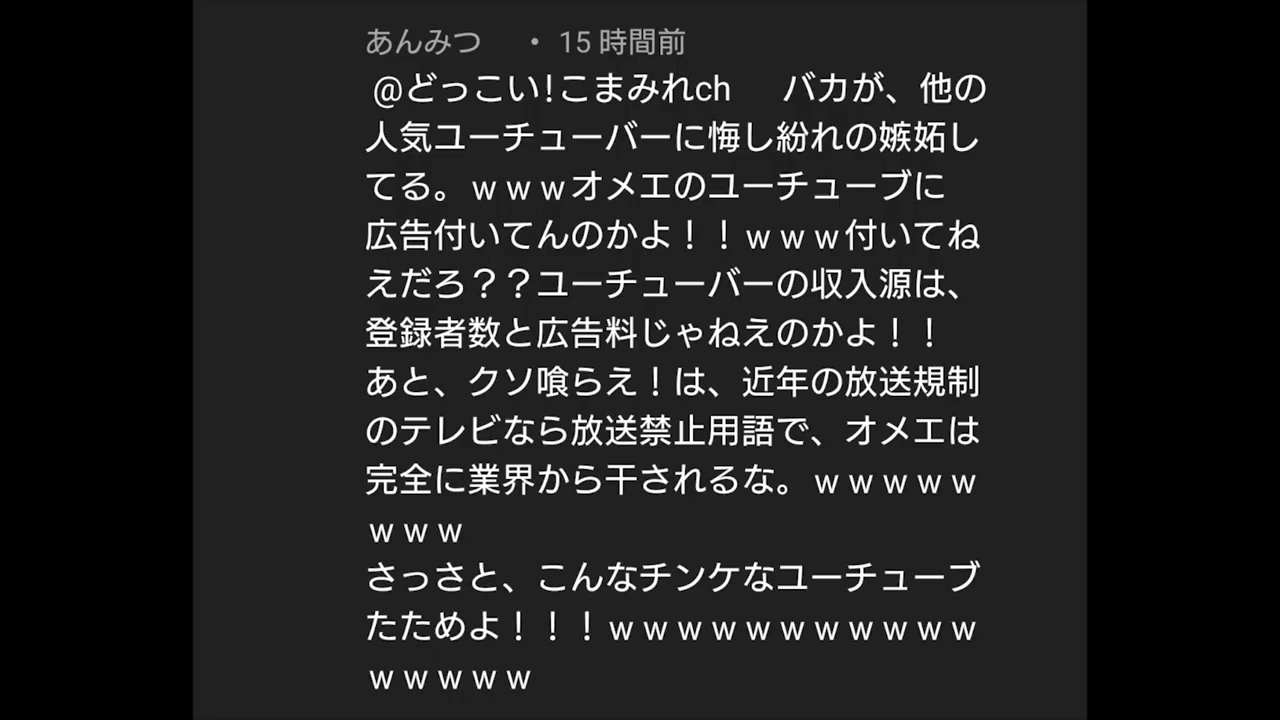 あんみつ ・ 15 時間前
@どっこい!こまみれch バカが、他の
人気ユーチューバーに悔し紛れの嫉妬し
てる。ｗｗｗオメエのユーチューブに
広告付いてんのかよ！！ｗｗｗ付いてね
えだろ？？ユーチューバーの収入源は、
登録者数と広告料じゃねえのかよ！！
あと、クソ喰らえ！は、近年の放送規制
のテレビなら放送禁止用語で、オメエは
完全に業界から干されるな。ｗｗｗｗｗ
ｗｗｗ
さっさと、こんなチンケなユーチューブ
たためよ！！！ｗｗｗｗｗｗｗｗｗｗｗ
ｗｗｗｗｗ